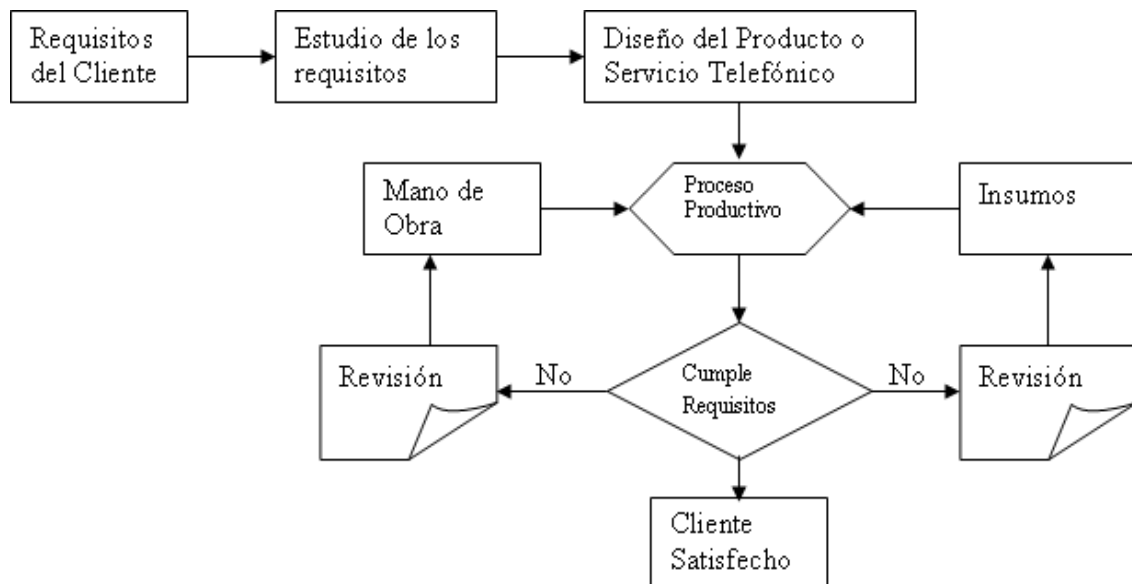 Requisitos
del Cliente
Estudio de los
requisitos
Diseño del Producto o
Servicio Telefónico
Mano de
Obra
Proceso
Productivo
Insumos
Revisión
No
Cumple
Requisitos
No
Revisión
Cliente
Satisfecho